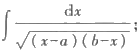 ∫ dx / √( ( x−a ) ( b−x ) ) ;